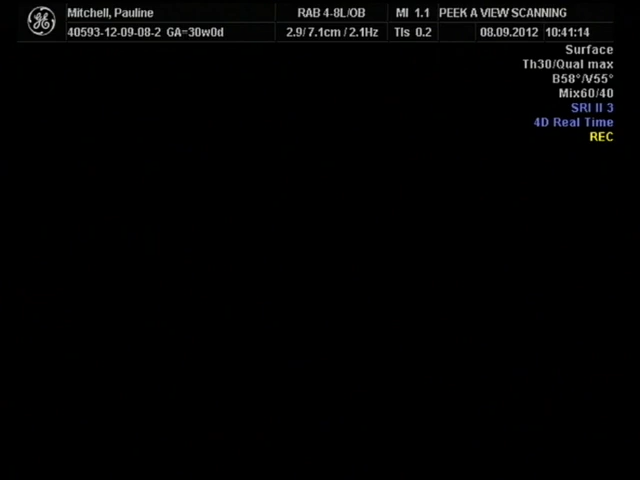 Mitchell, Pauline RAB 4-8L/OB MI 1.1 PEEK A VIEW SCANNING
40593-12-09-08-2 GA=30w0d 2.9/7.1cm/2.1Hz TIs 0.2 08.09.2012 10:41:14
Surface
Th30/Qual max
B58°/V55°
Mix60/40
SRI II 3
4D Real Time
REC